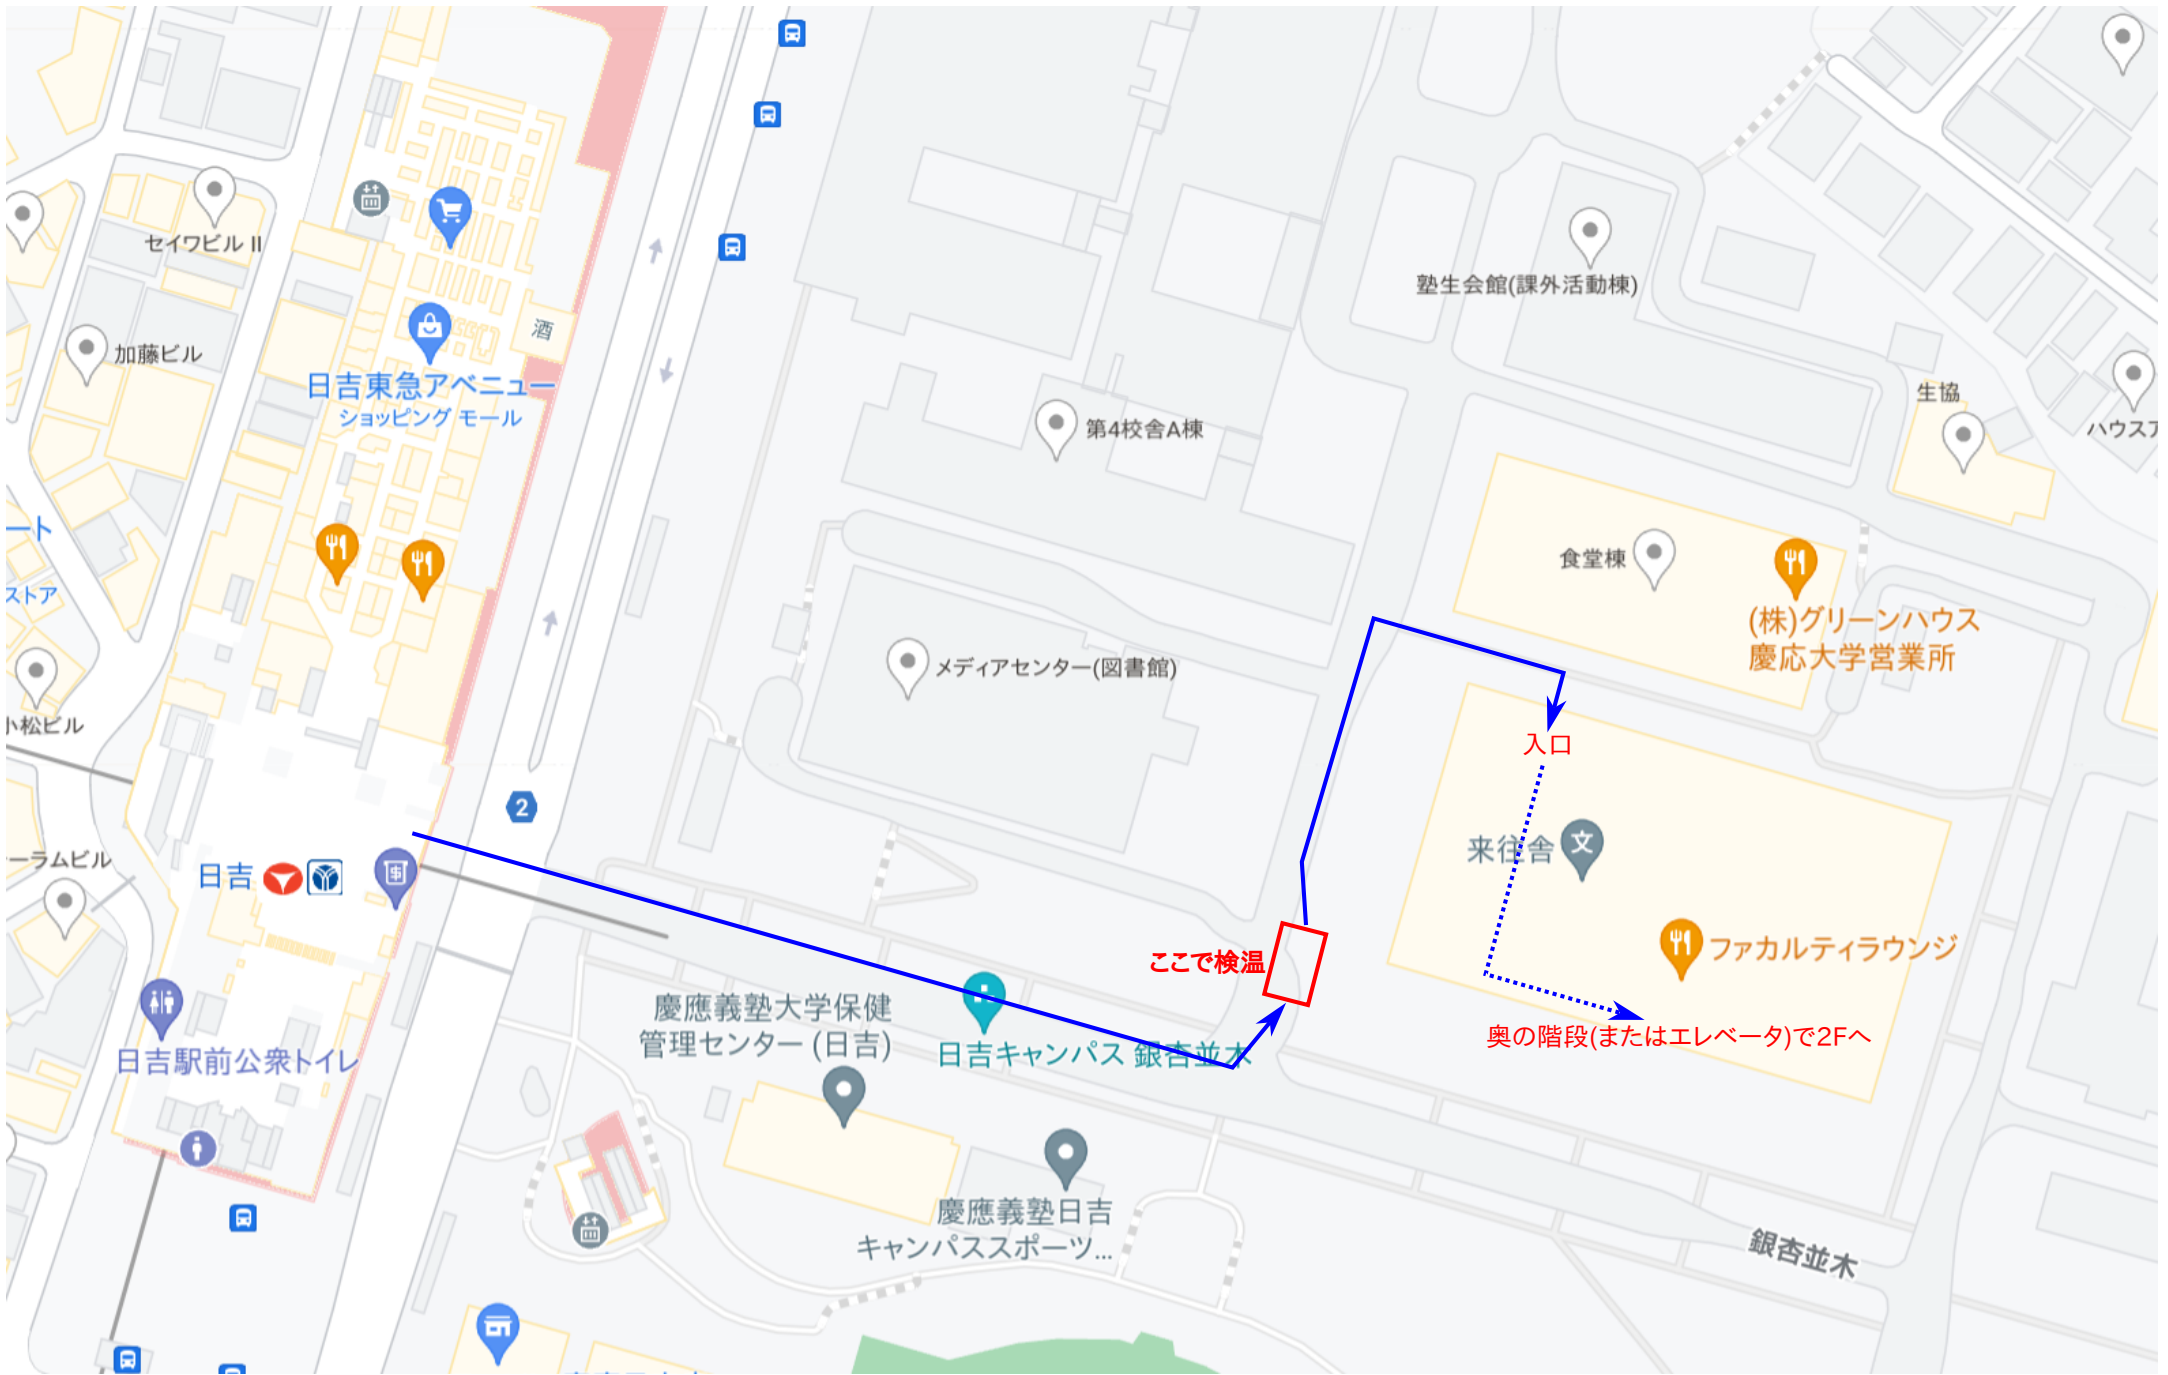 セイワビル II
加藤ビル
酒
日吉東急アベニュー
ショッピング モール
塾生会館(課外活動棟)
生協
ハウスア
第4校舎A棟
食堂棟
(株)グリーンハウス
慶応大学営業所
ート
ストア
メディアセンター(図書館)
小松ビル
入口
2
来往舎
文
ーラムビル
日吉
ファカルティラウンジ
ここで検温
慶應義塾大学保健
管理センター (日吉)
日吉キャンパス 銀杏並木
奥の階段(またはエレベータ)で2Fへ
日吉駅前公衆トイレ
慶應義塾日吉
キャンパススポーツ...
銀杏並木